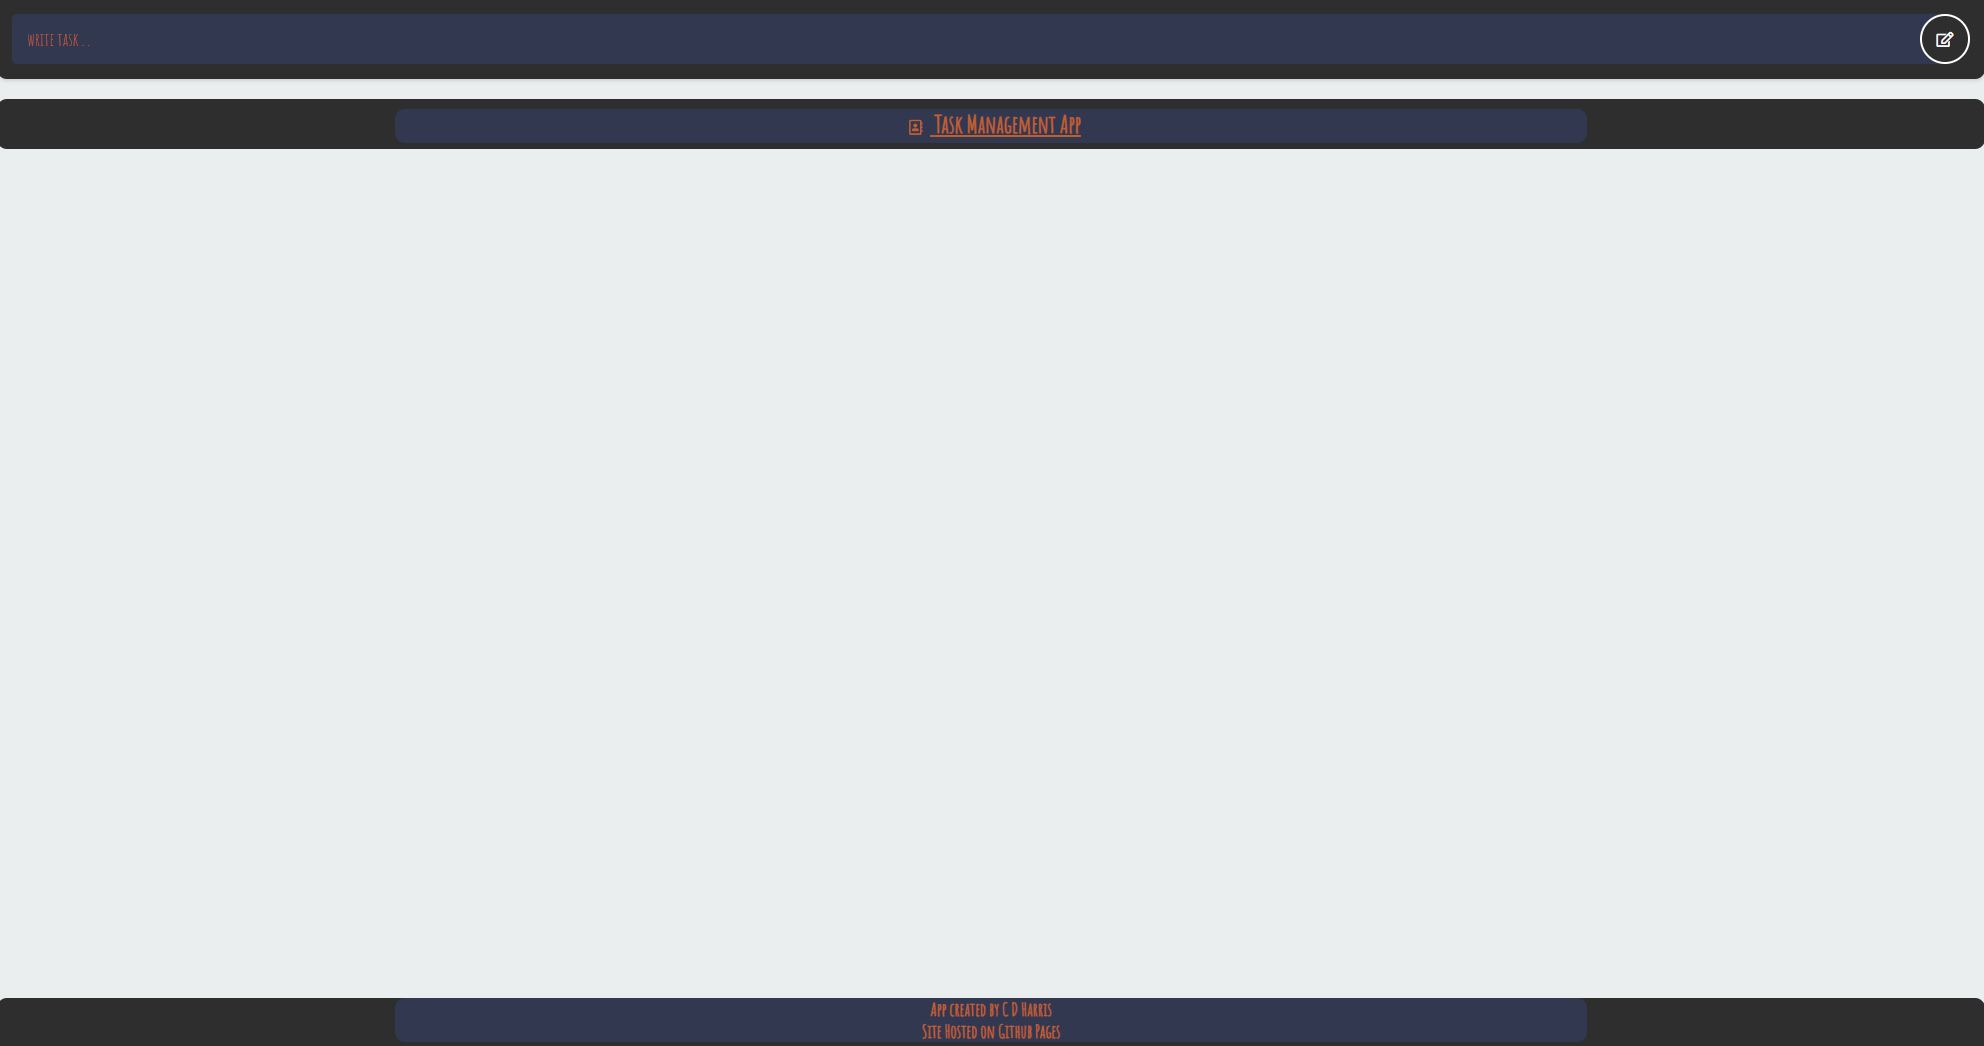 Write task...
Task Management App
App created by C D Harris
Site Hosted on Github Pages